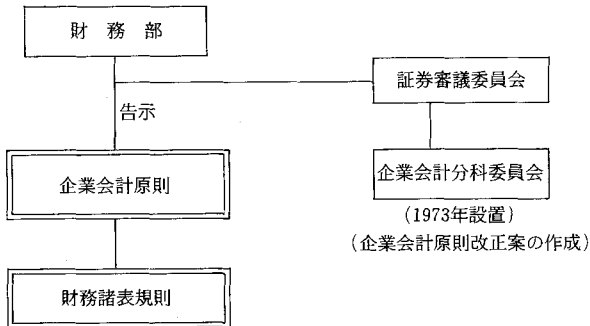 財務部
証券審議委員会
告示
企業会計原則
企業会計分科委員会
(1973年設置)
(企業会計原則改正案の作成)
財務諸表規則